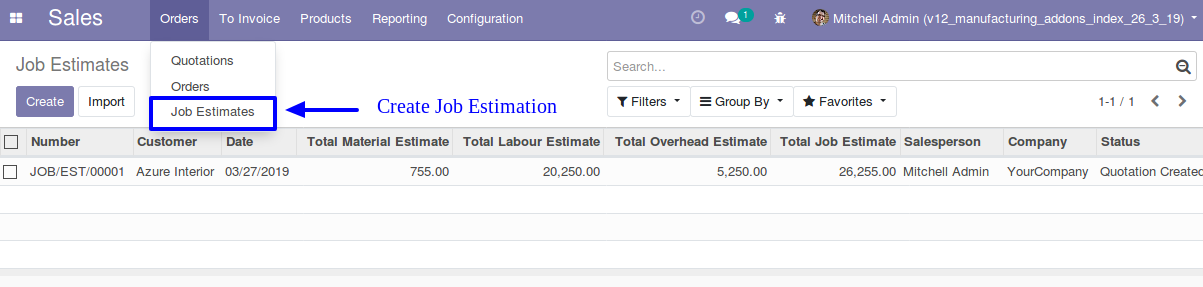 Sales Orders To Invoice Products Reporting Configuration 1 Mitchell Admin (v12_manufacturing_addons_index_26_3_19)
Job Estimates Search...
Quotations
Orders
Job Estimates
Create Import
Create Job Estimation
Filters Group By Favorites 1-1 / 1
Number Customer Date Total Material Estimate Total Labour Estimate Total Overhead Estimate Total Job Estimate Salesperson Company Status
JOB/EST/00001 Azure Interior 03/27/2019 755.00 20,250.00 5,250.00 26,255.00 Mitchell Admin YourCompany Quotation Created